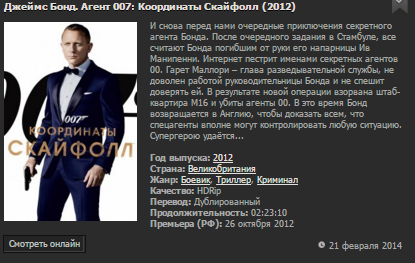 Джеймс Бонд. Агент 007: Координаты Скайфолл (2012)
И снова перед нами очередные приключения секретного
агента Бонда. После очередного задания в Стамбуле, все
считают Бонда погибшим от руки его напарницы Ив
Манипенни. Интернет пестрит именами секретных агентов
00. Гарет Маллори – глава разведывательной службы, не
доволен работой руководительницы Бонда и не спешит
доверять ей. В результате новой операции взорвана штаб-
квартира М16 и убиты агенты 00. В это время Бонд
возвращается в Англию, чтобы доказать всем, что
спецагенты вполне могут контролировать любую ситуацию.
Супергерою удаётся...
007
007
КООРДИНАТЫ
СКАЙФОЛЛ
Год выпуска: 2012
Страна: Великобритания
Жанр: Боевик, Триллер, Криминал
Качество: HDRip
Перевод: Дублированный
Продолжительность: 02:23:10
Премьера (РФ): 26 октября 2012
Смотреть онлайн
21 февраля 2014